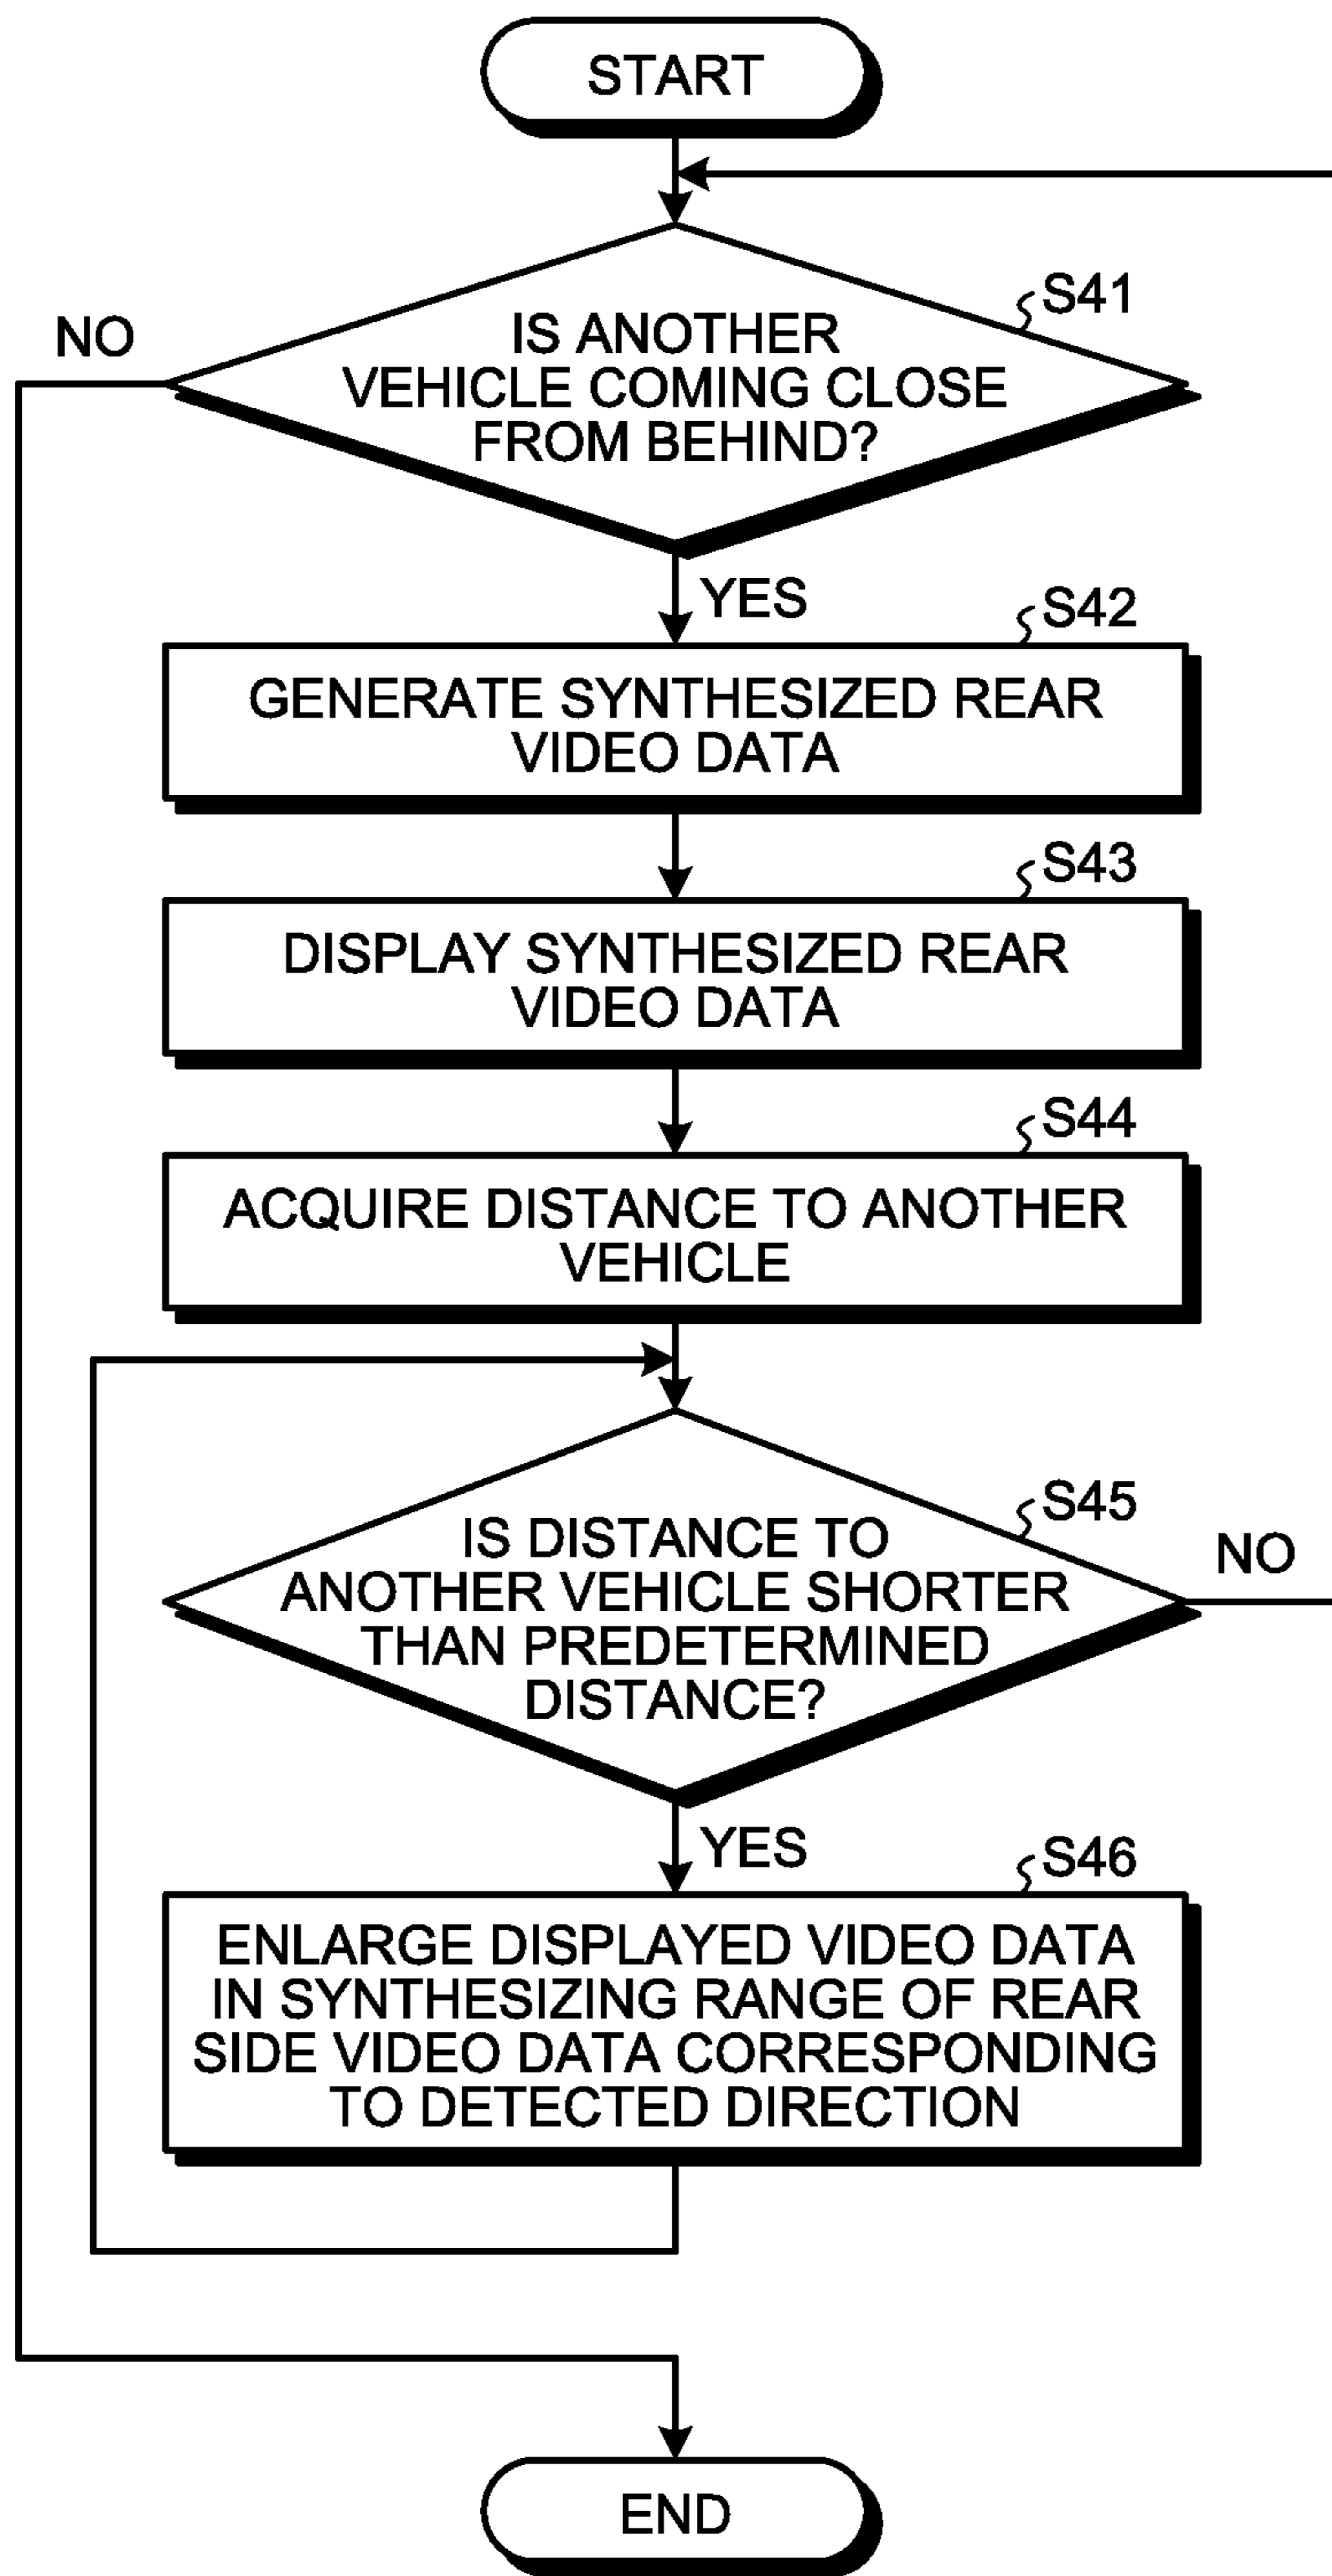 START
S41
NO
IS ANOTHER
VEHICLE COMING CLOSE
FROM BEHIND?
YES
S42
GENERATE SYNTHESIZED REAR
VIDEO DATA
S43
DISPLAY SYNTHESIZED REAR
VIDEO DATA
S44
ACQUIRE DISTANCE TO ANOTHER
VEHICLE
S45
IS DISTANCE TO
ANOTHER VEHICLE SHORTER
THAN PREDETERMINED
DISTANCE?
NO
YES
S46
ENLARGE DISPLAYED VIDEO DATA
IN SYNTHESIZING RANGE OF REAR
SIDE VIDEO DATA CORRESPONDING
TO DETECTED DIRECTION
END